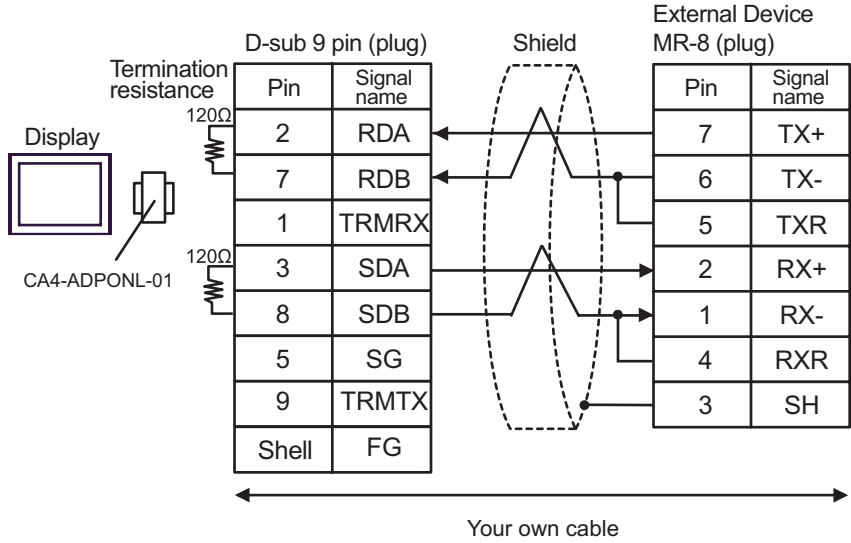 External Device
D-sub 9 pin (plug)
Shield
MR-8 (plug)
Termination
resistance
Pin
Signal
name
Pin
Signal
name
120Ω
2
RDA
7
TX+
Display
7
RDB
6
TX-
1
TRMRX
5
TXR
120Ω
3
SDA
2
RX+
CA4-ADPONL-01
8
SDB
1
RX-
5
SG
4
RXR
9
TRMTX
3
SH
Shell
FG
Your own cable